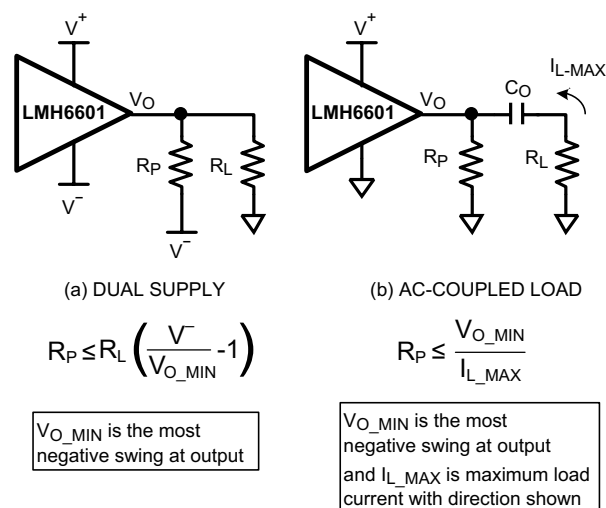 V+
LMH6601
VO
RP
RL
V−
V−
(a) DUAL SUPPLY
RP ≤ RL (V−/VO_MIN -1)
VO_MIN is the most
negative swing at output
V+
LMH6601
VO
CO
IL-MAX
RP
RL
(b) AC-COUPLED LOAD
RP ≤ VO_MIN/IL_MAX
VO_MIN is the most
negative swing at output
and IL_MAX is maximum load
current with direction shown